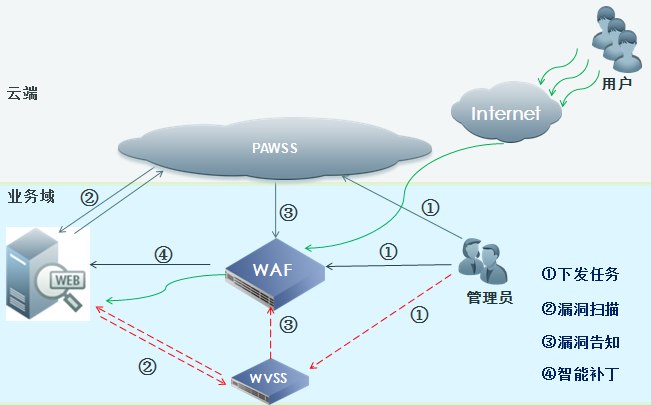 用户
云端
Internet
PAWSS
业务域
②
③
①
④
①
WAF
WEB
管理员
①下发任务
②漏洞扫描
③
①
③漏洞告知
②
WVSS
④智能补丁